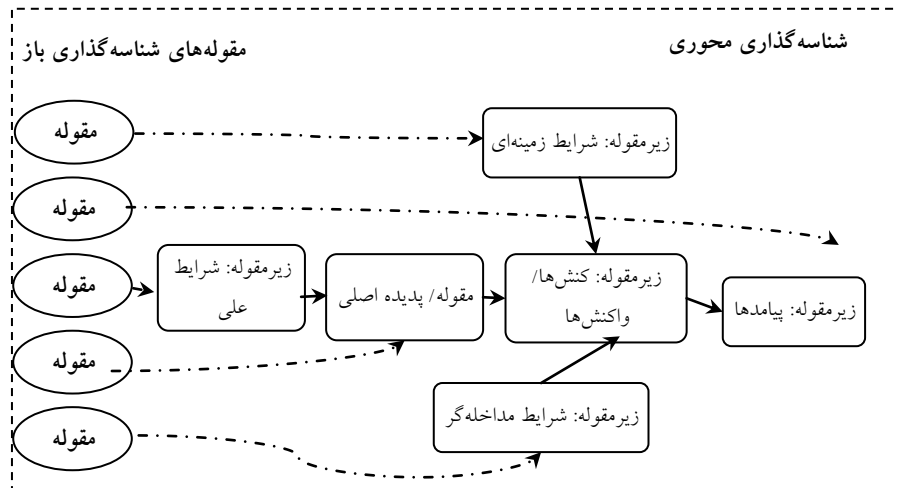 شناسه‌گذاری محوری
مقوله‌های شناسه‌گذاری باز
مقوله
زیرمقوله: شرایط زمینه‌ای
مقوله
مقوله
زیرمقوله: شرایط
علی
مقوله/ پدیده اصلی
زیرمقوله: کنش‌ها/
واکنش‌ها
زیرمقوله: پیامدها
مقوله
زیرمقوله: شرایط مداخله‌گر
مقوله